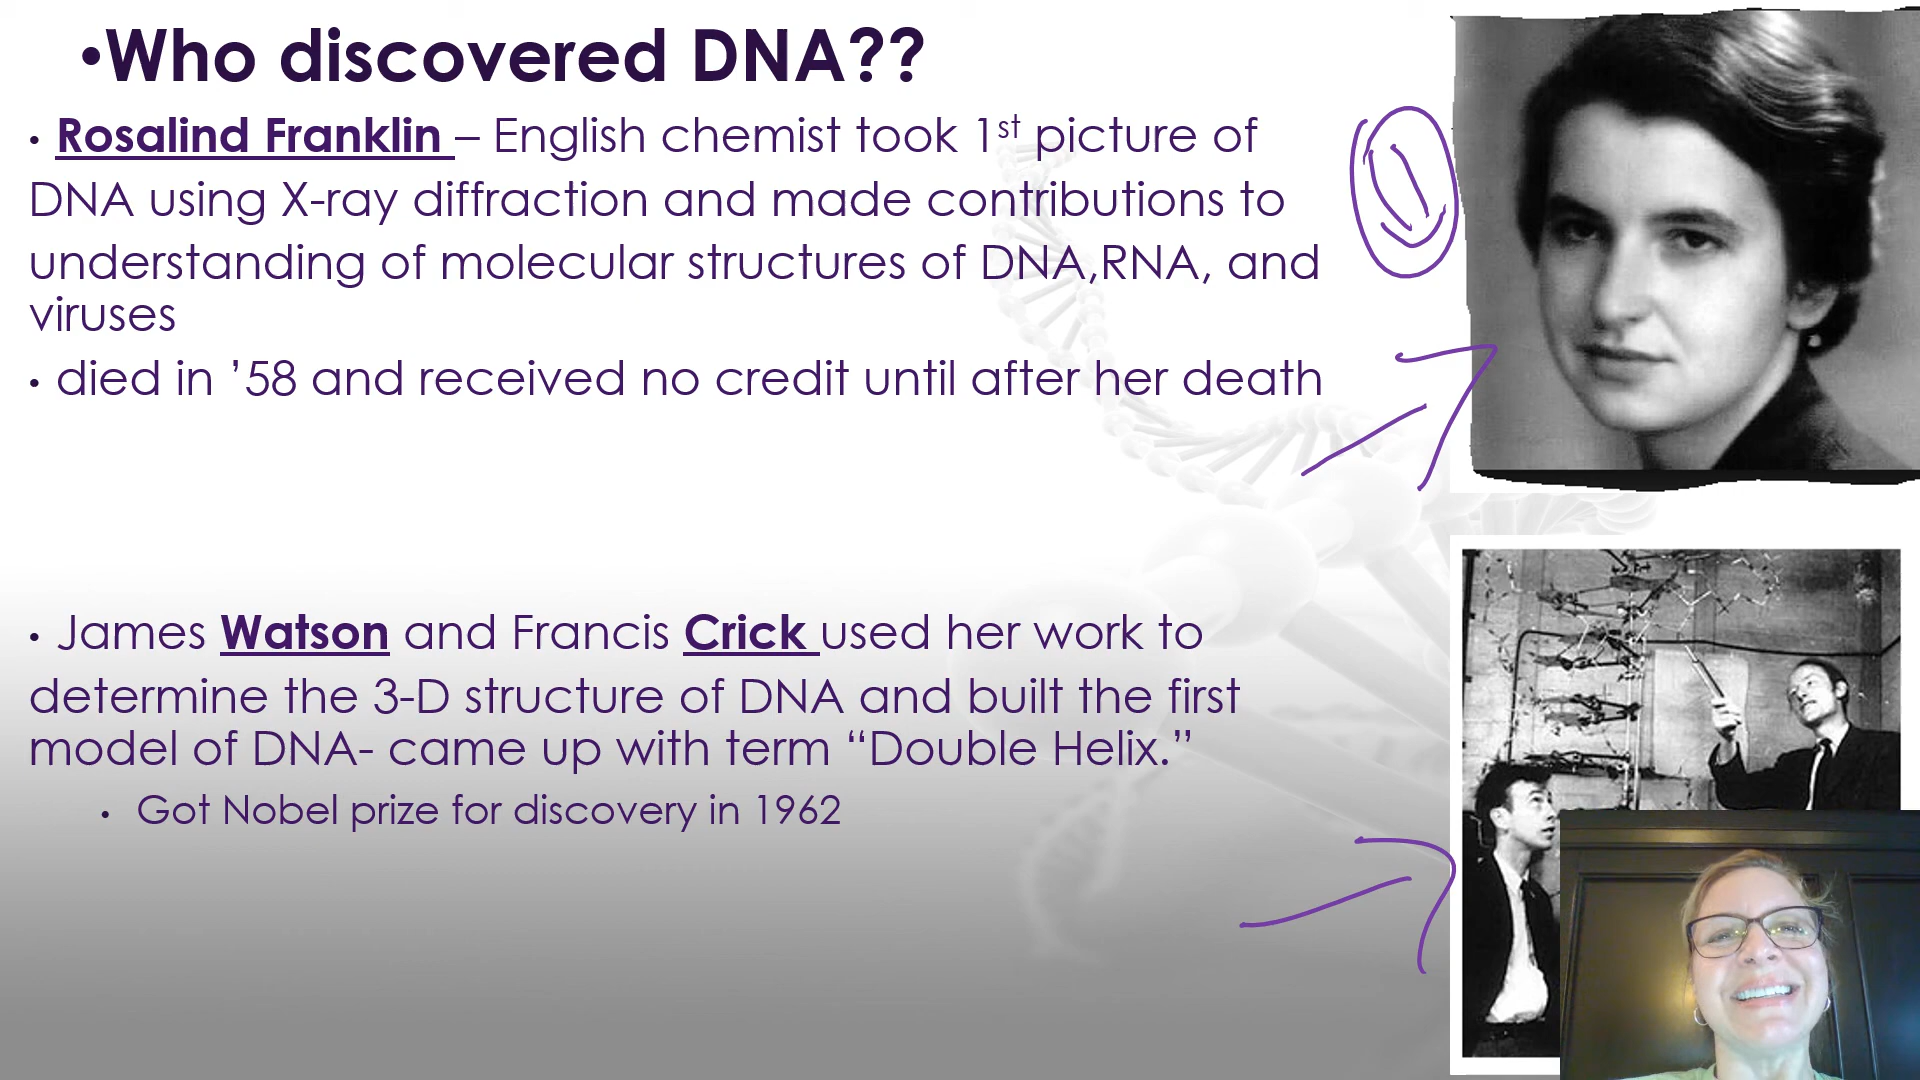 •Who discovered DNA??
• Rosalind Franklin – English chemist took 1st picture of
DNA using X-ray diffraction and made contributions to
understanding of molecular structures of DNA,RNA, and
viruses
• died in ’58 and received no credit until after her death
• James Watson and Francis Crick used her work to
determine the 3-D structure of DNA and built the first
model of DNA- came up with term “Double Helix.”
• Got Nobel prize for discovery in 1962